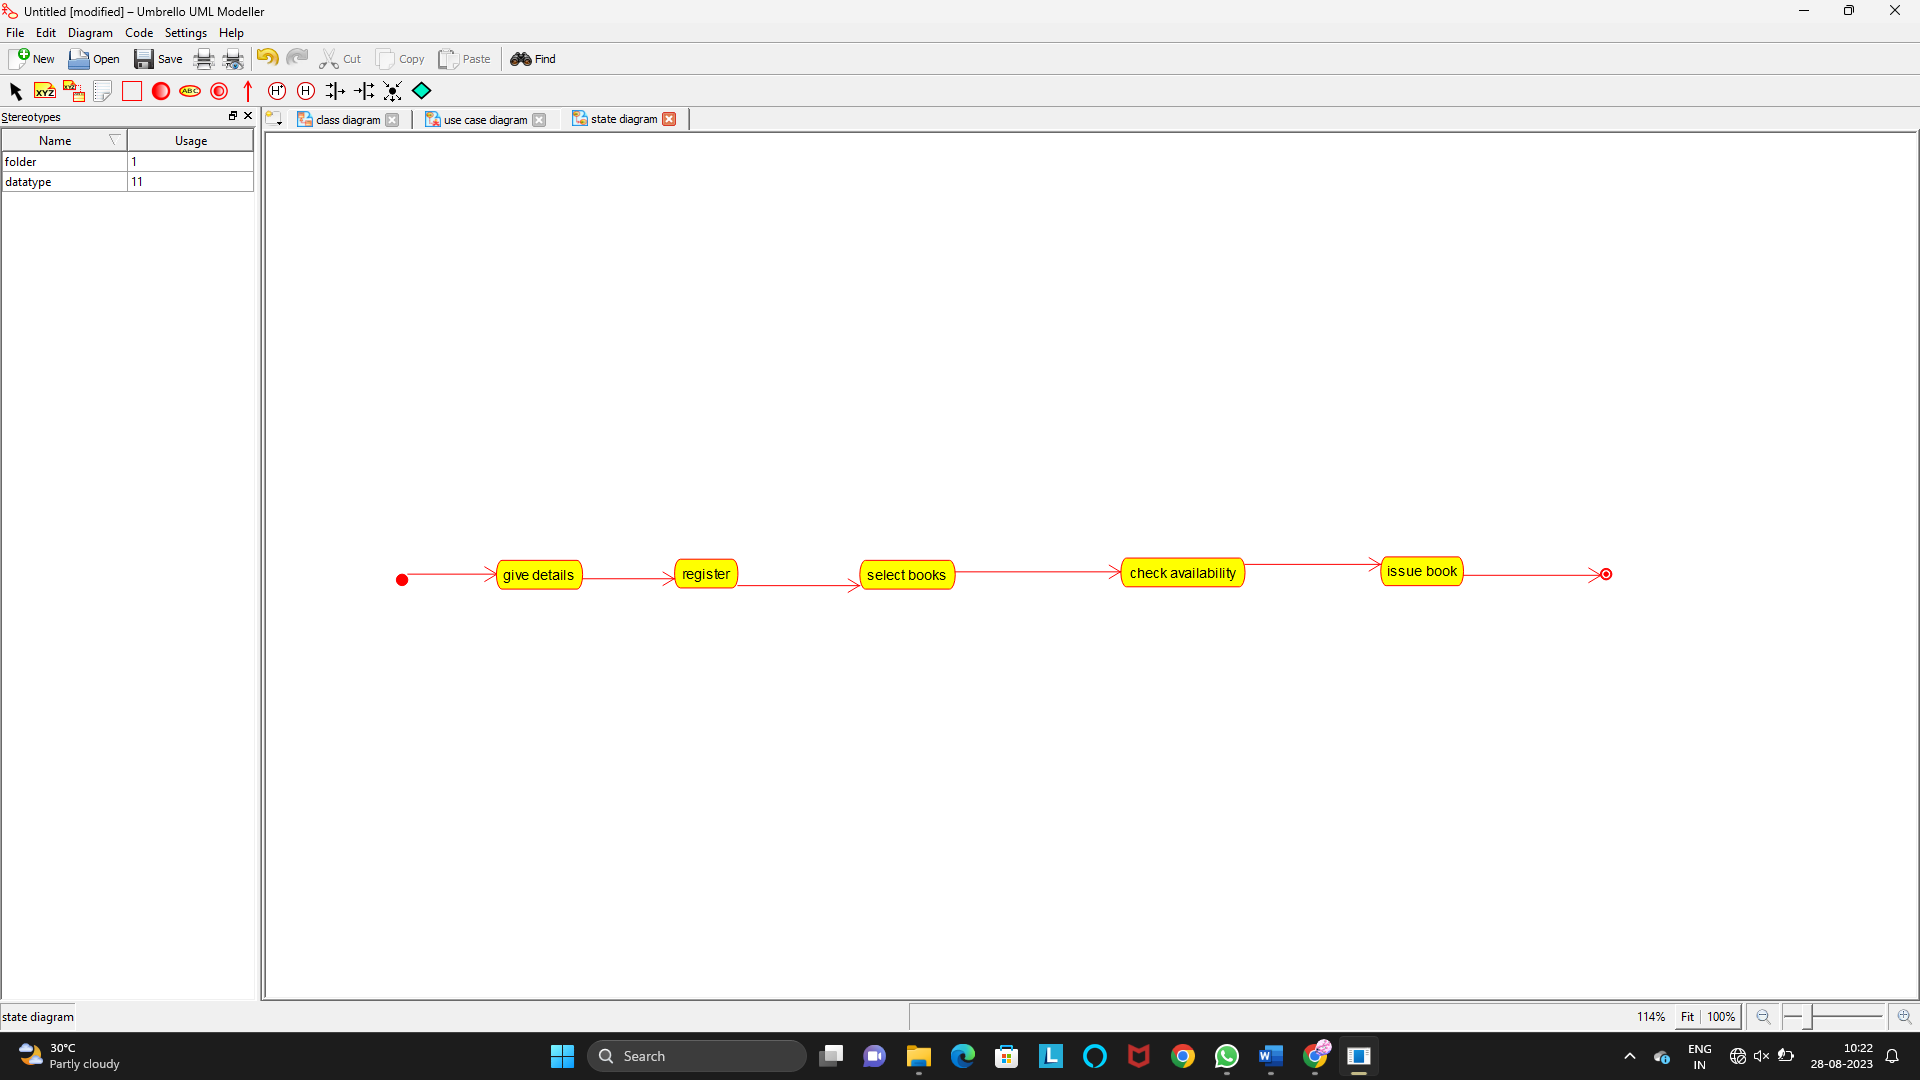 Untitled [modified] – Umbrello UML Modeller
File Edit Diagram Code Settings Help
New Open Save Cut Copy Paste Find
XYZ XYZ ABC H* H
Stereotypes
class diagram use case diagram state diagram
Name Usage
folder 1
datatype 11
give details register select books check availability issue book
state diagram
114% Fit 100%
30°C
Partly cloudy
Search
L
W
ENG
IN
10:22
28-08-2023